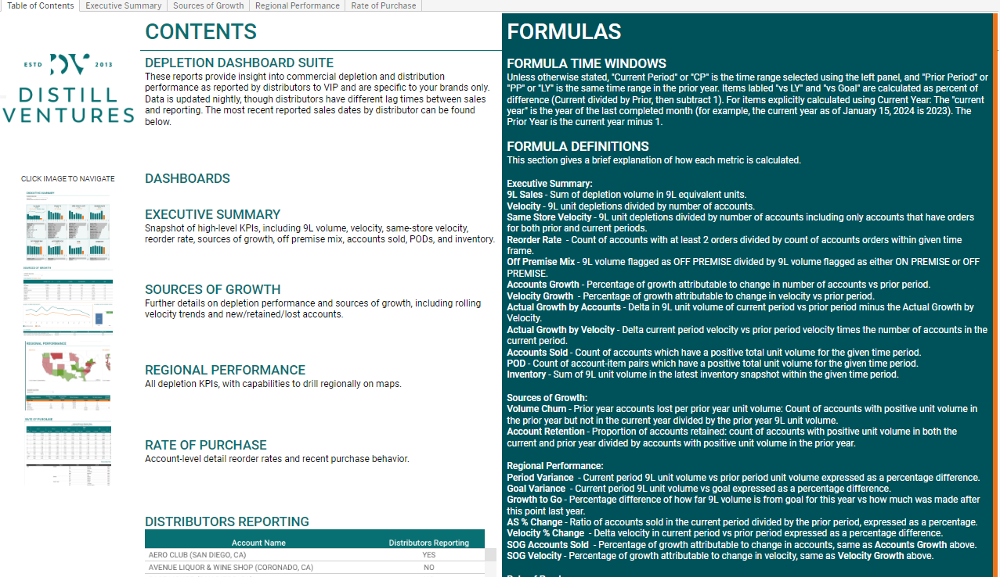 Table of Contents
Executive Summary
Sources of Growth
Regional Performance
Rate of Purchase
ESTD DV 2013
DISTILL
VENTURES
CLICK IMAGE TO NAVIGATE
EXECUTIVE SUMMARY
SOURCES OF GROWTH
REGIONAL PERFORMANCE
RATE OF PURCHASE
CONTENTS
DEPLETION DASHBOARD SUITE
These reports provide insight into commercial depletion and distribution
performance as reported by distributors to VIP and are specific to your brands only.
Data is updated nightly, though distributors have different lag times between sales
and reporting. The most recent reported sales dates by distributor can be found
below.
DASHBOARDS
EXECUTIVE SUMMARY
Snapshot of high-level KPIs, including 9L volume, velocity, same-store velocity,
reorder rate, sources of growth, off premise mix, accounts sold, PODs, and inventory.
SOURCES OF GROWTH
Further details on depletion performance and sources of growth, including rolling
velocity trends and new/retained/lost accounts.
REGIONAL PERFORMANCE
All depletion KPIs, with capabilities to drill regionally on maps.
RATE OF PURCHASE
Account-level detail reorder rates and recent purchase behavior.
DISTRIBUTORS REPORTING
Account Name Distributors Reporting
AERO CLUB (SAN DIEGO, CA) YES
AVENUE LIQUOR & WINE SHOP (CORONADO, CA) NO
FORMULAS
FORMULA TIME WINDOWS
Unless otherwise stated, "Current Period" or "CP" is the time range selected using the left panel, and "Prior Period" or
"PP" or "LY" is the same time range in the prior year. Items labled "vs LY" and "vs Goal" are calculated as percent of
difference (Current divided by Prior, then subtract 1). For items explicitly calculated using Current Year: The "current
year" is the year of the last completed month (for example, the current year as of January 15, 2024 is 2023). The
Prior Year is the current year minus 1.
FORMULA DEFINITIONS
This section gives a brief explanation of how each metric is calculated.
Executive Summary:
9L Sales - Sum of depletion volume in 9L equivalent units.
Velocity - 9L unit depletions divided by number of accounts.
Same Store Velocity - 9L unit depletions divided by number of accounts including only accounts that have orders
for both prior and current periods.
Reorder Rate - Count of accounts with at least 2 orders divided by count of accounts orders within given time
frame.
Off Premise Mix - 9L volume flagged as OFF PREMISE divided by 9L volume flagged as either ON PREMISE or OFF
PREMISE.
Accounts Growth - Percentage of growth attributable to change in number of accounts vs prior period.
Velocity Growth - Percentage of growth attributable to change in velocity vs prior period.
Actual Growth by Accounts - Delta in 9L unit volume of current period vs prior period minus the Actual Growth by
Velocity.
Actual Growth by Velocity - Delta current period velocity vs prior period velocity times the number of accounts in the
current period.
Accounts Sold - Count of accounts which have a positive total unit volume for the given time period.
POD - Count of account-item pairs which have a positive total unit volume for the given time period.
Inventory - Sum of 9L unit volume in the latest inventory snapshot within the given time period.
Sources of Growth:
Volume Churn - Prior year accounts lost per prior year unit volume: Count of accounts with positive unit volume in
the prior year but not in the current year divided by the prior year 9L unit volume.
Account Retention - Proportion of accounts retained: count of accounts with positive unit volume in both the
current and prior year divided by accounts with positive unit volume in the prior year.
Regional Performance:
Period Variance - Current period 9L unit volume vs prior period unit volume expressed as a percentage difference.
Goal Variance - Current period 9L unit volume vs goal expressed as a percentage difference.
Growth to Go - Percentage difference of how far 9L volume is from goal for this year vs how much was made after
this point last year.
AS % Change - Ratio of accounts sold in the current period divided by the prior period, expressed as a percentage.
Velocity % Change - Delta velocity in current period vs prior period expressed as a percentage difference.
SOG Accounts Sold - Percentage of growth attributable to change in accounts, same as Accounts Growth above.
SOG Velocity - Percentage of growth attributable to change in velocity, same as Velocity Growth above.